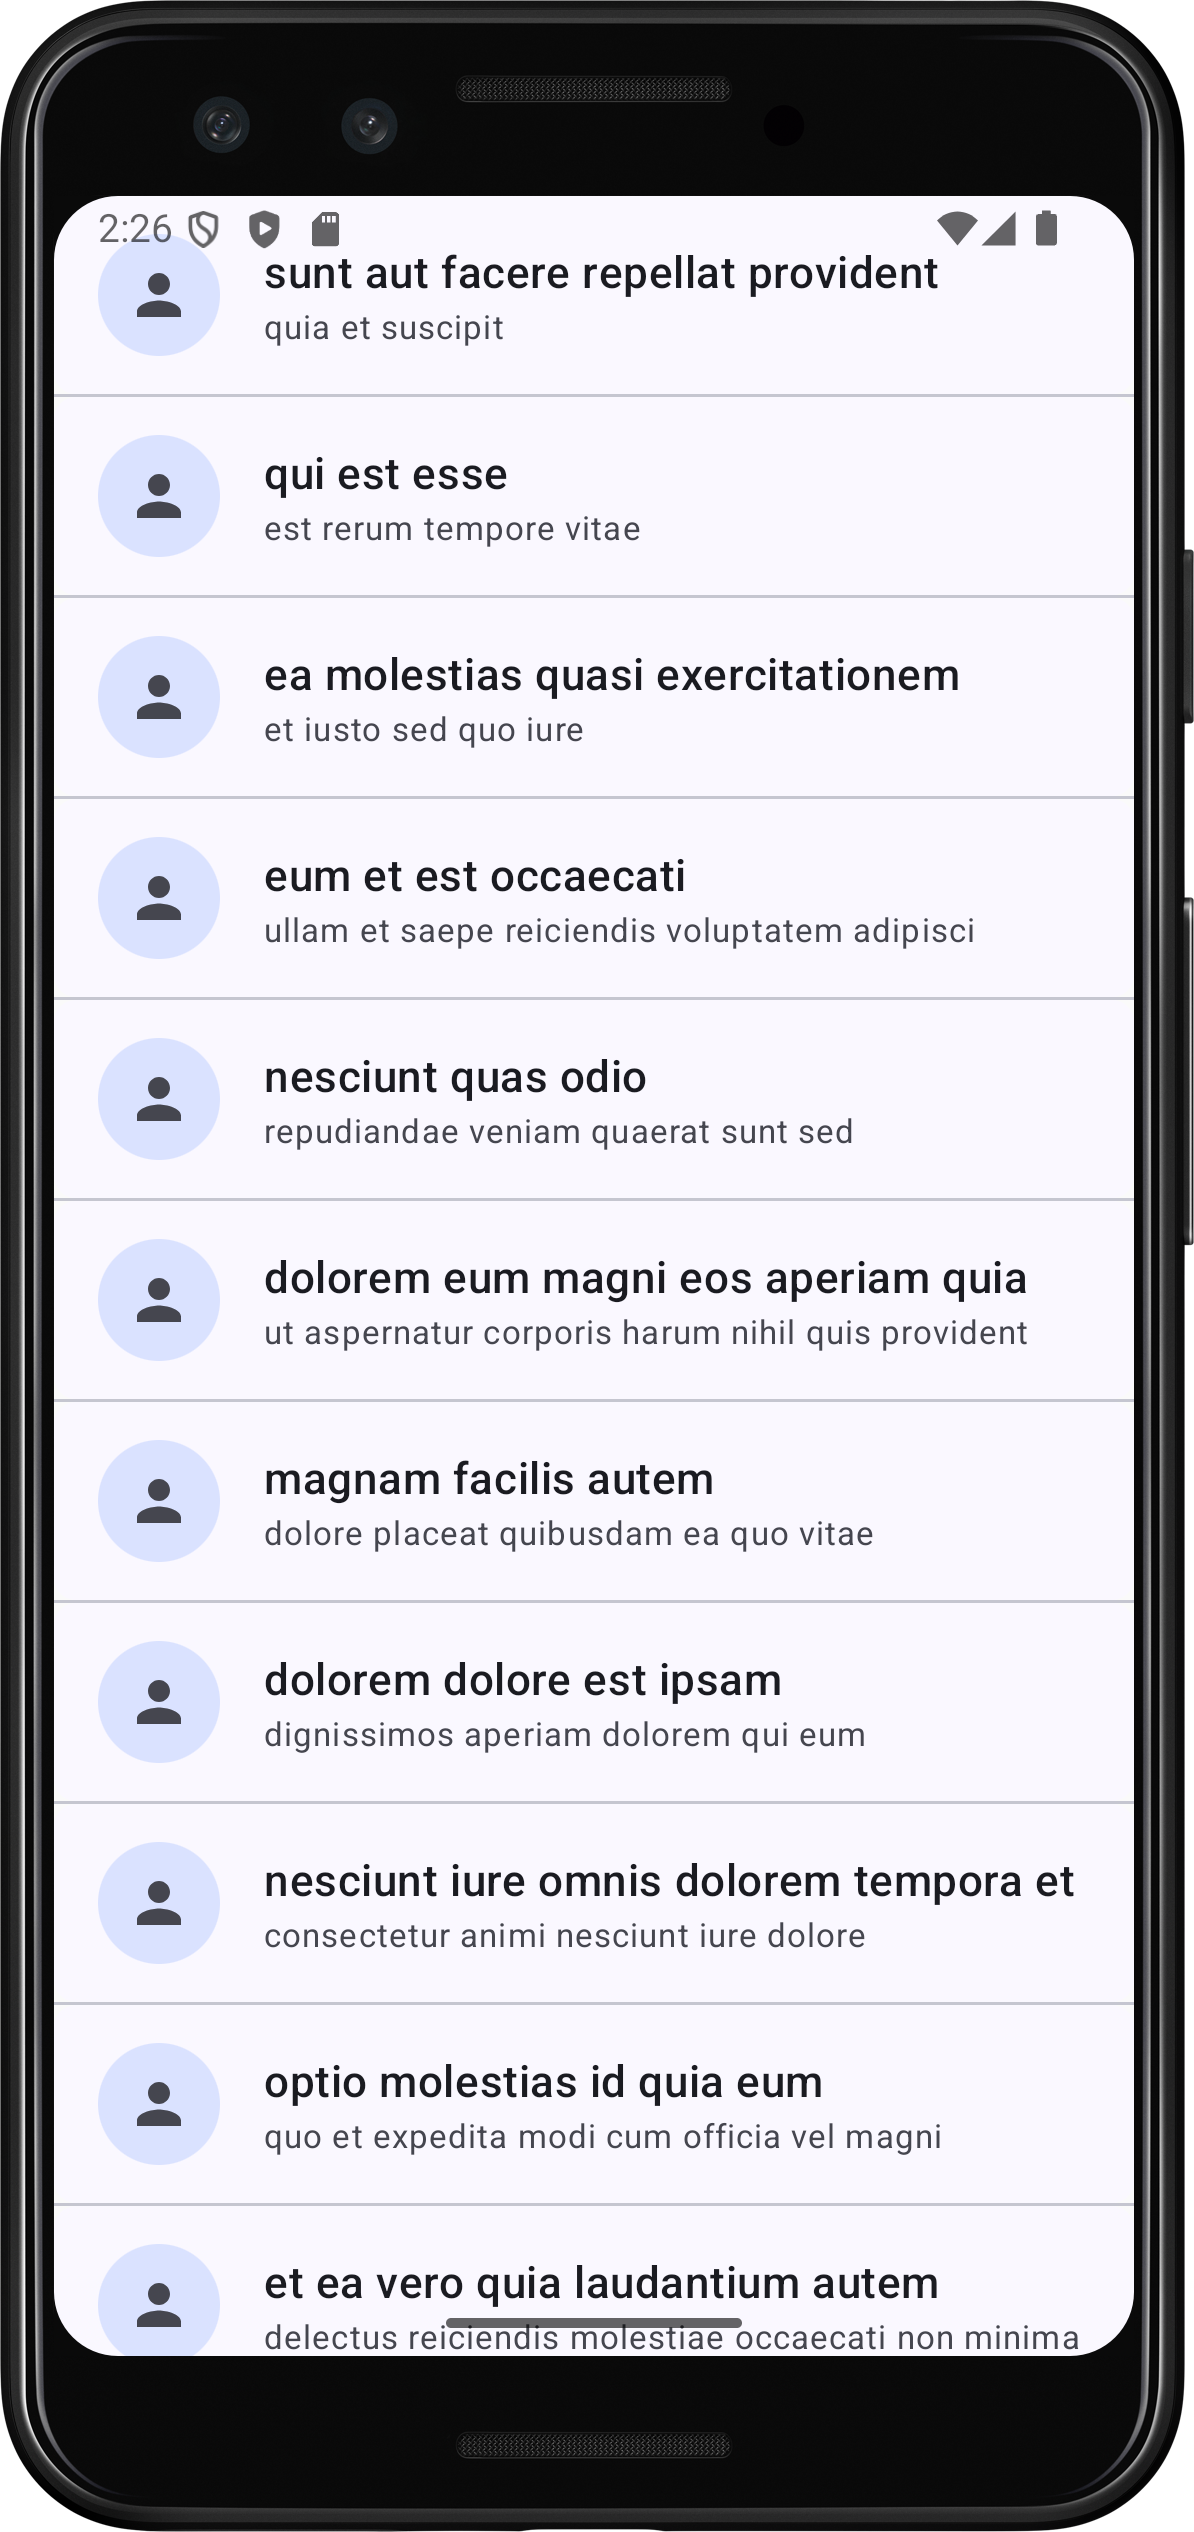 2:26
sunt aut facere repellat provident
quia et suscipit
qui est esse
est rerum tempore vitae
ea molestias quasi exercitationem
et iusto sed quo iure
eum et est occaecati
ullam et saepe reiciendis voluptatem adipisci
nesciunt quas odio
repudiandae veniam quaerat sunt sed
dolorem eum magni eos aperiam quia
ut aspernatur corporis harum nihil quis provident
magnam facilis autem
dolore placeat quibusdam ea quo vitae
dolorem dolore est ipsam
dignissimos aperiam dolorem qui eum
nesciunt iure omnis dolorem tempora et
consectetur animi nesciunt iure dolore
optio molestias id quia eum
quo et expedita modi cum officia vel magni
et ea vero quia laudantium autem
delectus reiciendis molestiae occaecati non minima